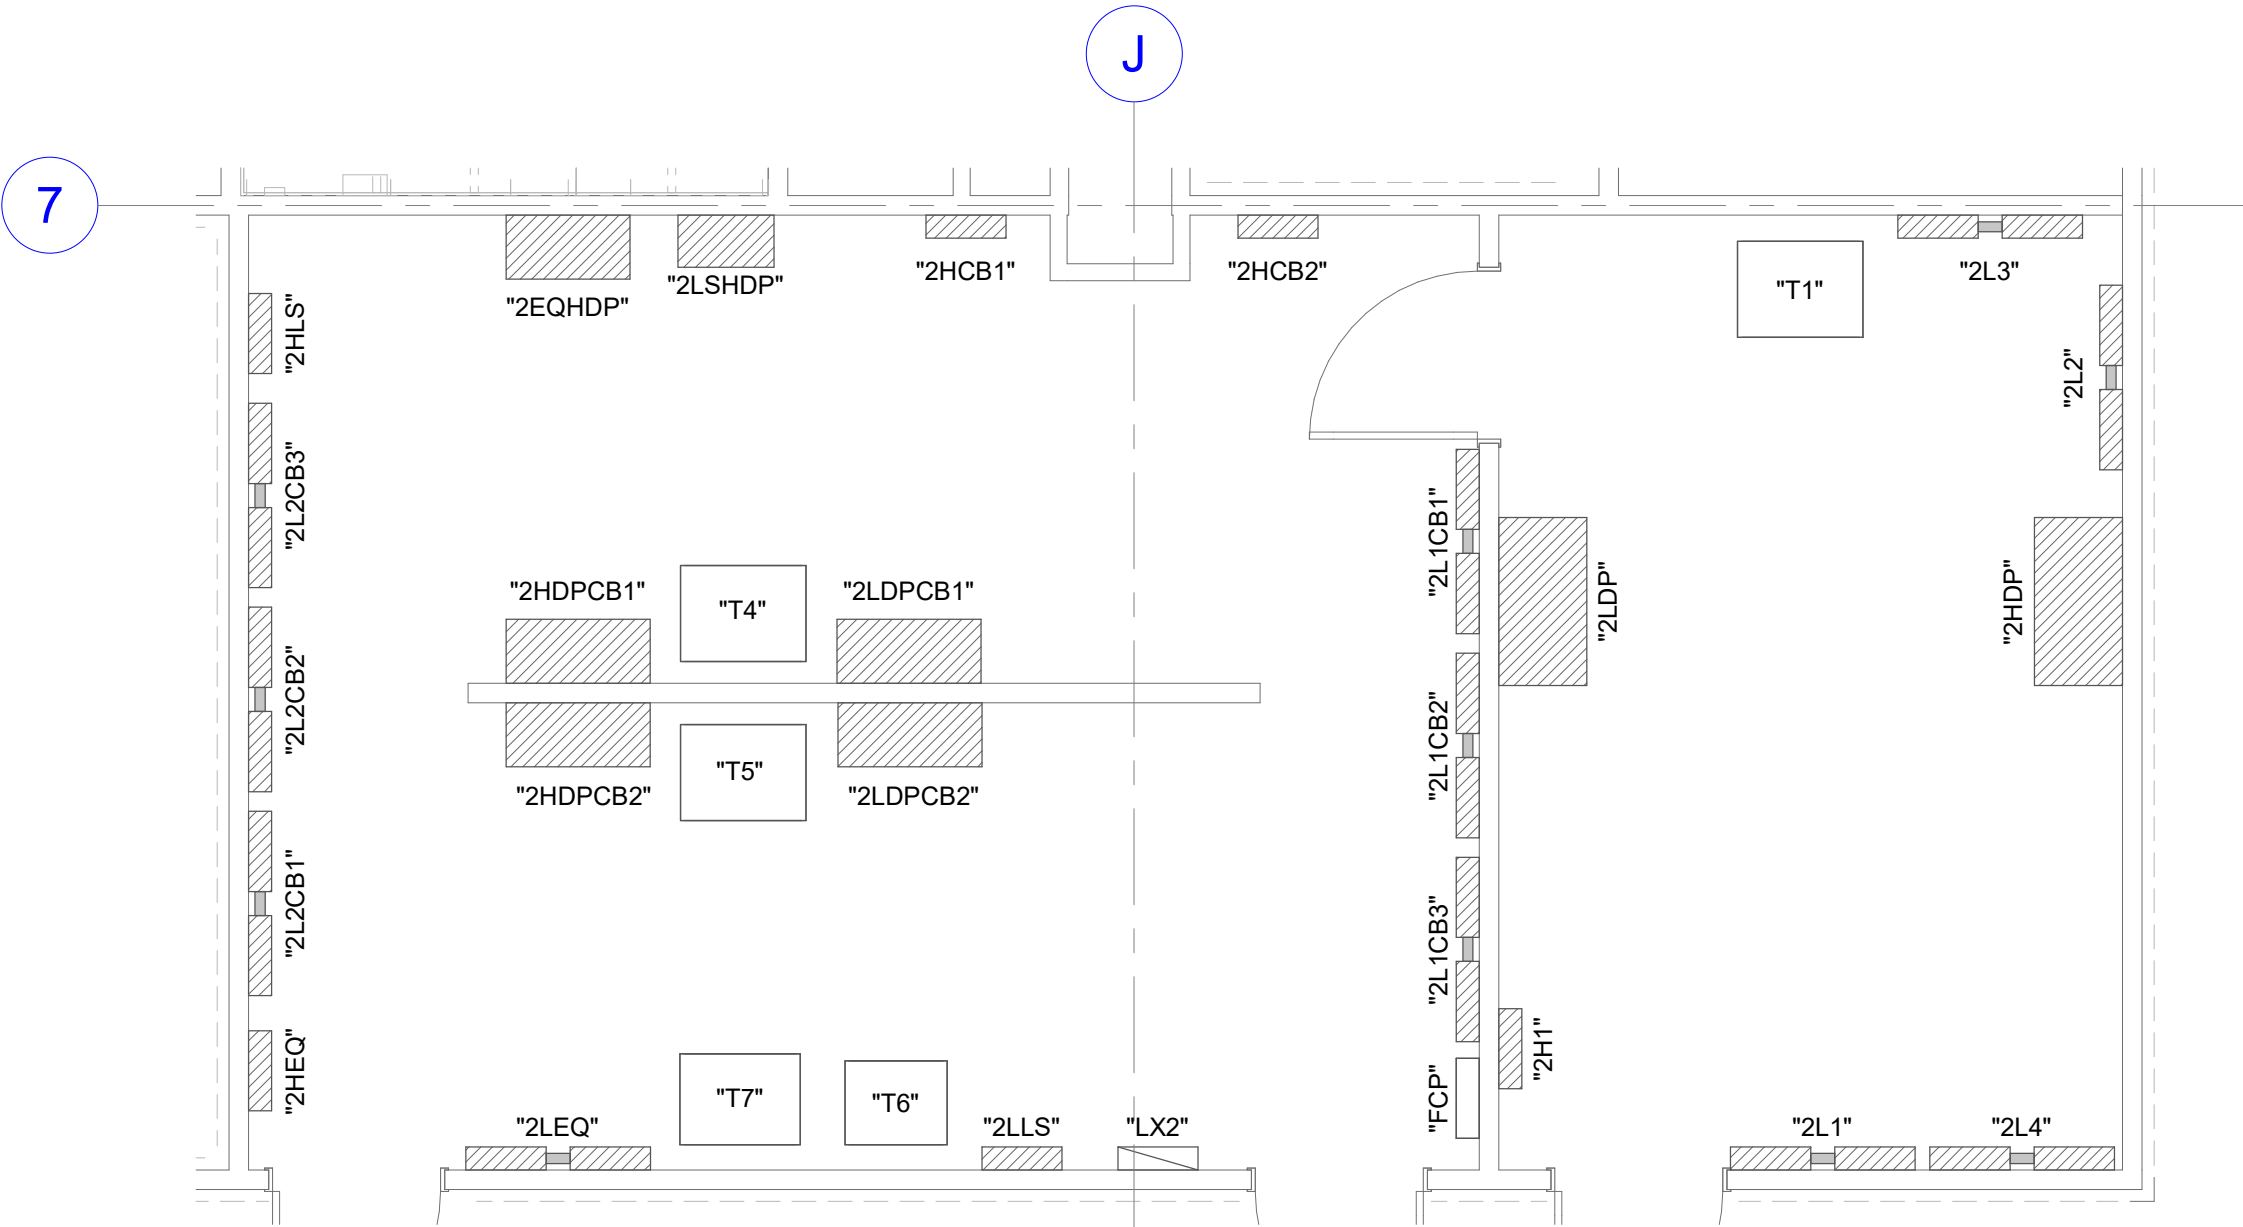 J
7
"2HCB1"
"2HCB2"
"2L3"
"2LSHDP"
"T1"
"2EQHDP"
"2HLS"
"2L2"
"2L2CB3"
"2L1CB1"
"2HDPCB1"
"T4"
"2LDPCB1"
"2LDP"
"2HDP"
"2L2CB2"
"2L1CB2"
"T5"
"2HDPCB2"
"2LDPCB2"
"2L2CB1"
"2L1CB3"
"2HEQ"
"2H1"
"T7"
"T6"
"FCP"
"2LEQ"
"2LLS"
"LX2"
"2L1"
"2L4"